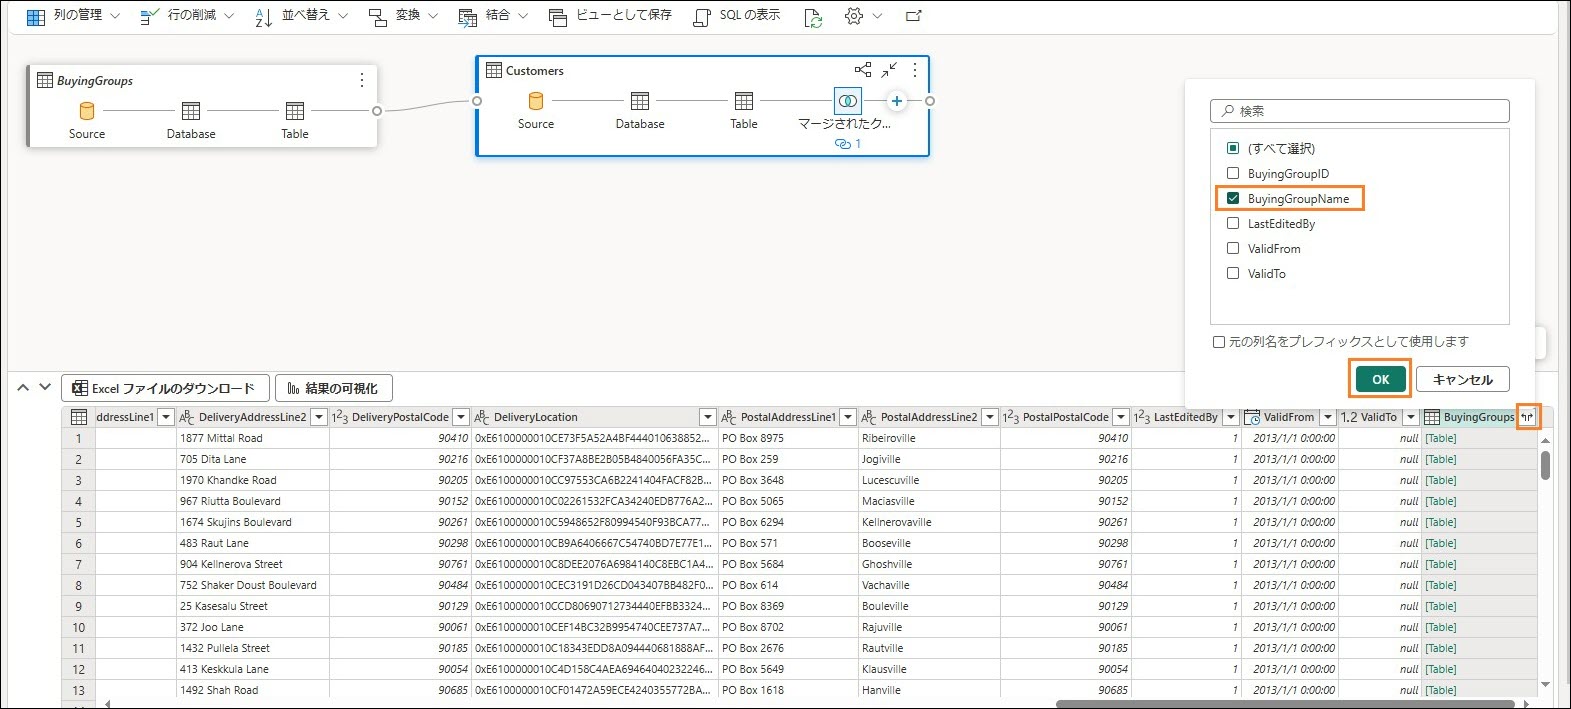 列の管理 行の削減 並べ替え 変換 結合 ビューとして保存 SQL の表示
BuyingGroups
Source Database Table
Customers
Source Database Table マージされたク...
1
検索
(すべて選択)
BuyingGroupID
BuyingGroupName
LastEditedBy
ValidFrom
ValidTo
元の列名をプレフィックスとして使用します
OK キャンセル
Excel ファイルのダウンロード 結果の可視化
ddressLine1 ABC DeliveryAddressLine2 123 DeliveryPostalCode ABC DeliveryLocation ABC PostalAddressLine1 ABC PostalAddressLine2 123 PostalPostalCode 123 LastEditedBy ValidFrom 1.2 ValidTo BuyingGroups
1 1877 Mittal Road 90410 0xE6100000010CE73F5A52A4BF444010638852... PO Box 8975 Ribeiroville 90410 1 2013/1/1 0:00:00 null [Table]
2 705 Dita Lane 90216 0xE6100000010CF37A8BE2B05B4840056FA35C... PO Box 259 Jogiville 90216 1 2013/1/1 0:00:00 null [Table]
3 1970 Khandke Road 90205 0xE6100000010CC97553CA6B2241404FACF82B... PO Box 3648 Lucescuville 90205 1 2013/1/1 0:00:00 null [Table]
4 967 Riutta Boulevard 90152 0xE6100000010C02261532FCA34240EDB776A2... PO Box 5065 Maciasville 90152 1 2013/1/1 0:00:00 null [Table]
5 1674 Skujins Boulevard 90261 0xE6100000010C5948652F80994540F93BCA77... PO Box 6294 Kellnerovaville 90261 1 2013/1/1 0:00:00 null [Table]
6 483 Raut Lane 90298 0xE6100000010CB9A6406667C54740BD7E77E1... PO Box 571 Booseville 90298 1 2013/1/1 0:00:00 null [Table]
7 904 Kellnerova Street 90761 0xE6100000010C8DEE2076A6984140C8EBC1A4... PO Box 5684 Ghoshville 90761 1 2013/1/1 0:00:00 null [Table]
8 752 Shaker Doust Boulevard 90484 0xE6100000010CEC3191D26CD043407BB482F0... PO Box 614 Vachaville 90484 1 2013/1/1 0:00:00 null [Table]
9 25 Kasesalu Street 90129 0xE6100000010CCD80690712734440EFBB3324... PO Box 8369 Bouleville 90129 1 2013/1/1 0:00:00 null [Table]
10 372 Joo Lane 90061 0xE6100000010CEF14BC32B9954740CEE737A7... PO Box 8702 Rajuville 90061 1 2013/1/1 0:00:00 null [Table]
11 1432 Pullela Street 90185 0xE6100000010C18343EDD8A094440681888AF... PO Box 2676 Rautville 90185 1 2013/1/1 0:00:00 null [Table]
12 413 Keskkula Lane 90054 0xE6100000010C4D158C4AEA69464040232246... PO Box 5649 Klausville 90054 1 2013/1/1 0:00:00 null [Table]
13 1492 Shah Road 90685 0xE6100000010CF01472A59ECE4240355772BA... PO Box 1618 Hanville 90685 1 2013/1/1 0:00:00 null [Table]